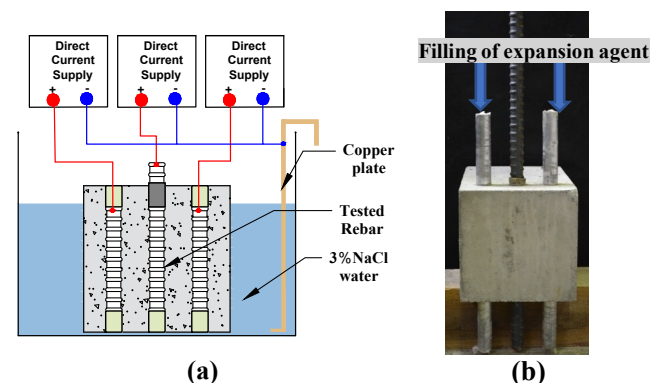 Direct
Current
Supply
+ -
Direct
Current
Supply
+ -
Direct
Current
Supply
+ -
Copper
plate
Tested
Rebar
3%NaCl
water
(a)
Filling of expansion agent
(b)